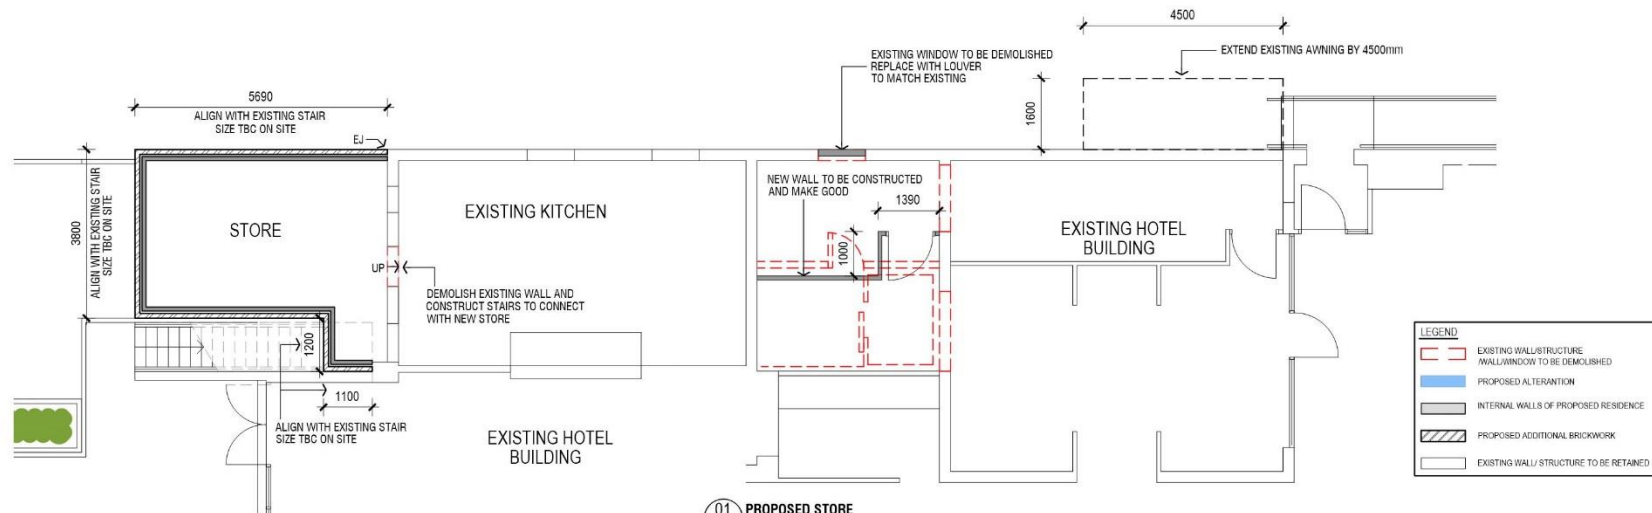 4500
EXTEND EXISTING AWNING BY 4500mm
EXISTING WINDOW TO BE DEMOLISHED
REPLACE WITH LOUVER
TO MATCH EXISTING
1600
5690
ALIGN WITH EXISTING STAIR
SIZE TBC ON SITE
EJ
3800
ALIGN WITH EXISTING STAIR
SIZE TBC ON SITE
STORE
EXISTING KITCHEN
NEW WALL TO BE CONSTRUCTED
AND MAKE GOOD
1390
1000
EXISTING HOTEL
BUILDING
UP
DEMOLISH EXISTING WALL AND
CONSTRUCT STAIRS TO CONNECT
WITH NEW STORE
1200
1100
ALIGN WITH EXISTING STAIR
SIZE TBC ON SITE
EXISTING HOTEL
BUILDING
LEGEND
EXISTING WALL/STRUCTURE
/WALL/WINDOW TO BE DEMOLISHED
PROPOSED ALTERANTION
INTERNAL WALLS OF PROPOSED RESIDENCE
PROPOSED ADDITIONAL BRICKWORK
EXISTING WALL/ STRUCTURE TO BE RETAINED
01 PROPOSED STORE